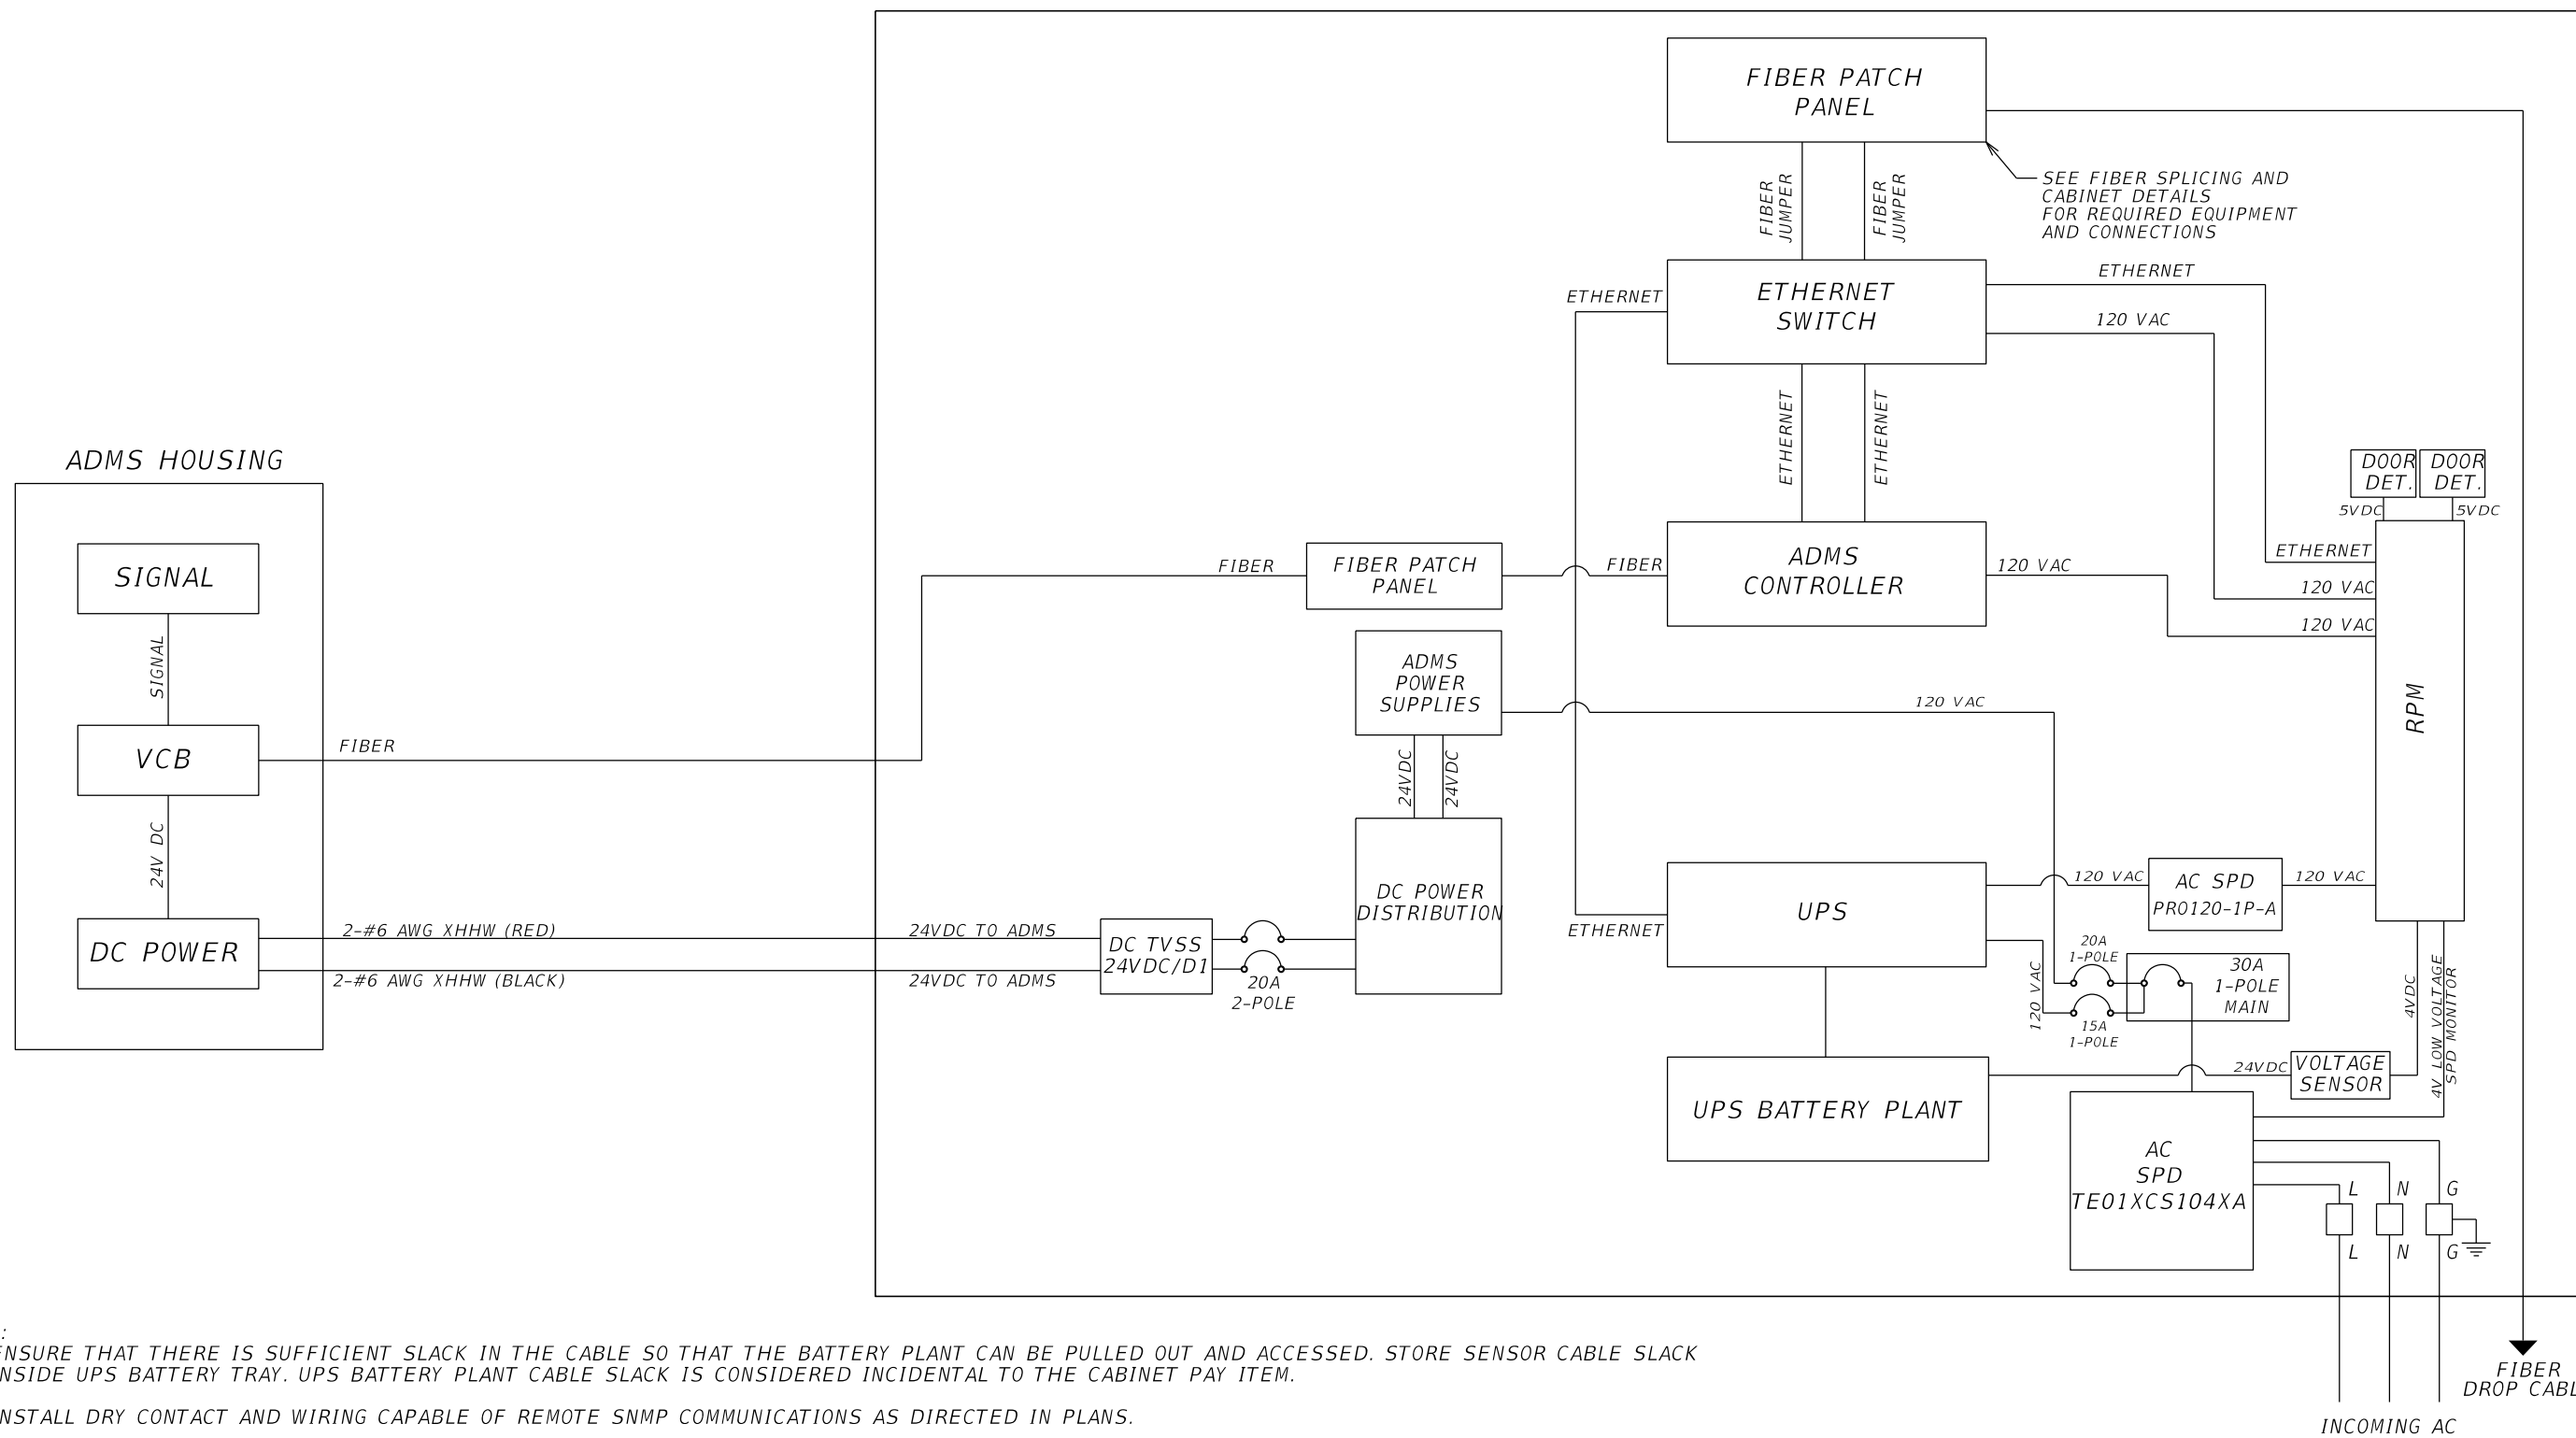 FIBER PATCH
PANEL
FIBER
JUMPER
FIBER
JUMPER
SEE FIBER SPLICING AND
CABINET DETAILS
FOR REQUIRED EQUIPMENT
AND CONNECTIONS
ETHERNET
ETHERNET
SWITCH
ETHERNET
120 VAC
ETHERNET
ETHERNET
ADMS HOUSING
SIGNAL
SIGNAL
VCB
FIBER
24V DC
DC POWER
2-#6 AWG XHHW (RED)
2-#6 AWG XHHW (BLACK)
24VDC TO ADMS
24VDC TO ADMS
DC TVSS
24VDC/D1
20A
2-POLE
FIBER
FIBER PATCH
PANEL
FIBER
ADMS
CONTROLLER
120 VAC
DOOR
DET.
DOOR
DET.
5VDC
5VDC
ETHERNET
120 VAC
120 VAC
RPM
ADMS
POWER
SUPPLIES
120 VAC
24VDC
24VDC
DC POWER
DISTRIBUTION
ETHERNET
UPS
120 VAC
AC SPD
PRO120-1P-A
120 VAC
120 VAC
20A
1-POLE
15A
1-POLE
30A
1-POLE
MAIN
4VDC
4V LOW VOLTAGE
SPD MONITOR
UPS BATTERY PLANT
24VDC
VOLTAGE
SENSOR
AC
SPD
TE01XCS104XA
L
N
G
L
N
G
FIBER
INCOMING AC
:
ENSURE THAT THERE IS SUFFICIENT SLACK IN THE CABLE SO THAT THE BATTERY PLANT CAN BE PULLED OUT AND ACCESSED. STORE SENSOR CABLE SLACK
NSIDE UPS BATTERY TRAY. UPS BATTERY PLANT CABLE SLACK IS CONSIDERED INCIDENTAL TO THE CABINET PAY ITEM.
NSTALL DRY CONTACT AND WIRING CAPABLE OF REMOTE SNMP COMMUNICATIONS AS DIRECTED IN PLANS.
DROP CABL